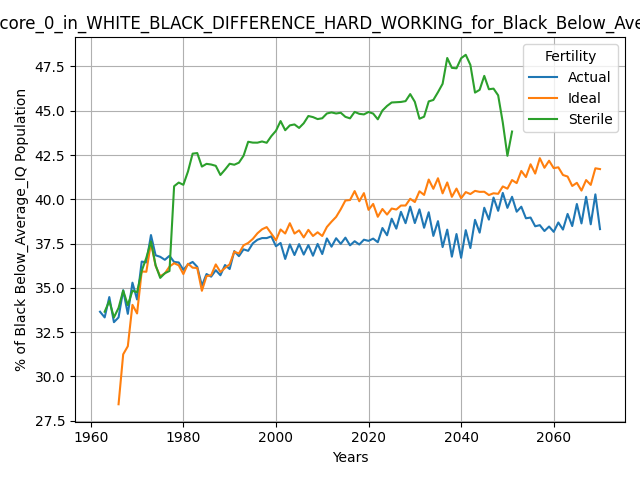 core_0_in_WHITE_BLACK_DIFFERENCE_HARD_WORKING_for_Black_Below_Ave
% of Black Below_Average_IQ Population
47.5
45.0
42.5
40.0
37.5
35.0
32.5
30.0
27.5
Fertility
Actual
Ideal
Sterile
1960
1980
2000
2020
2040
2060
Years